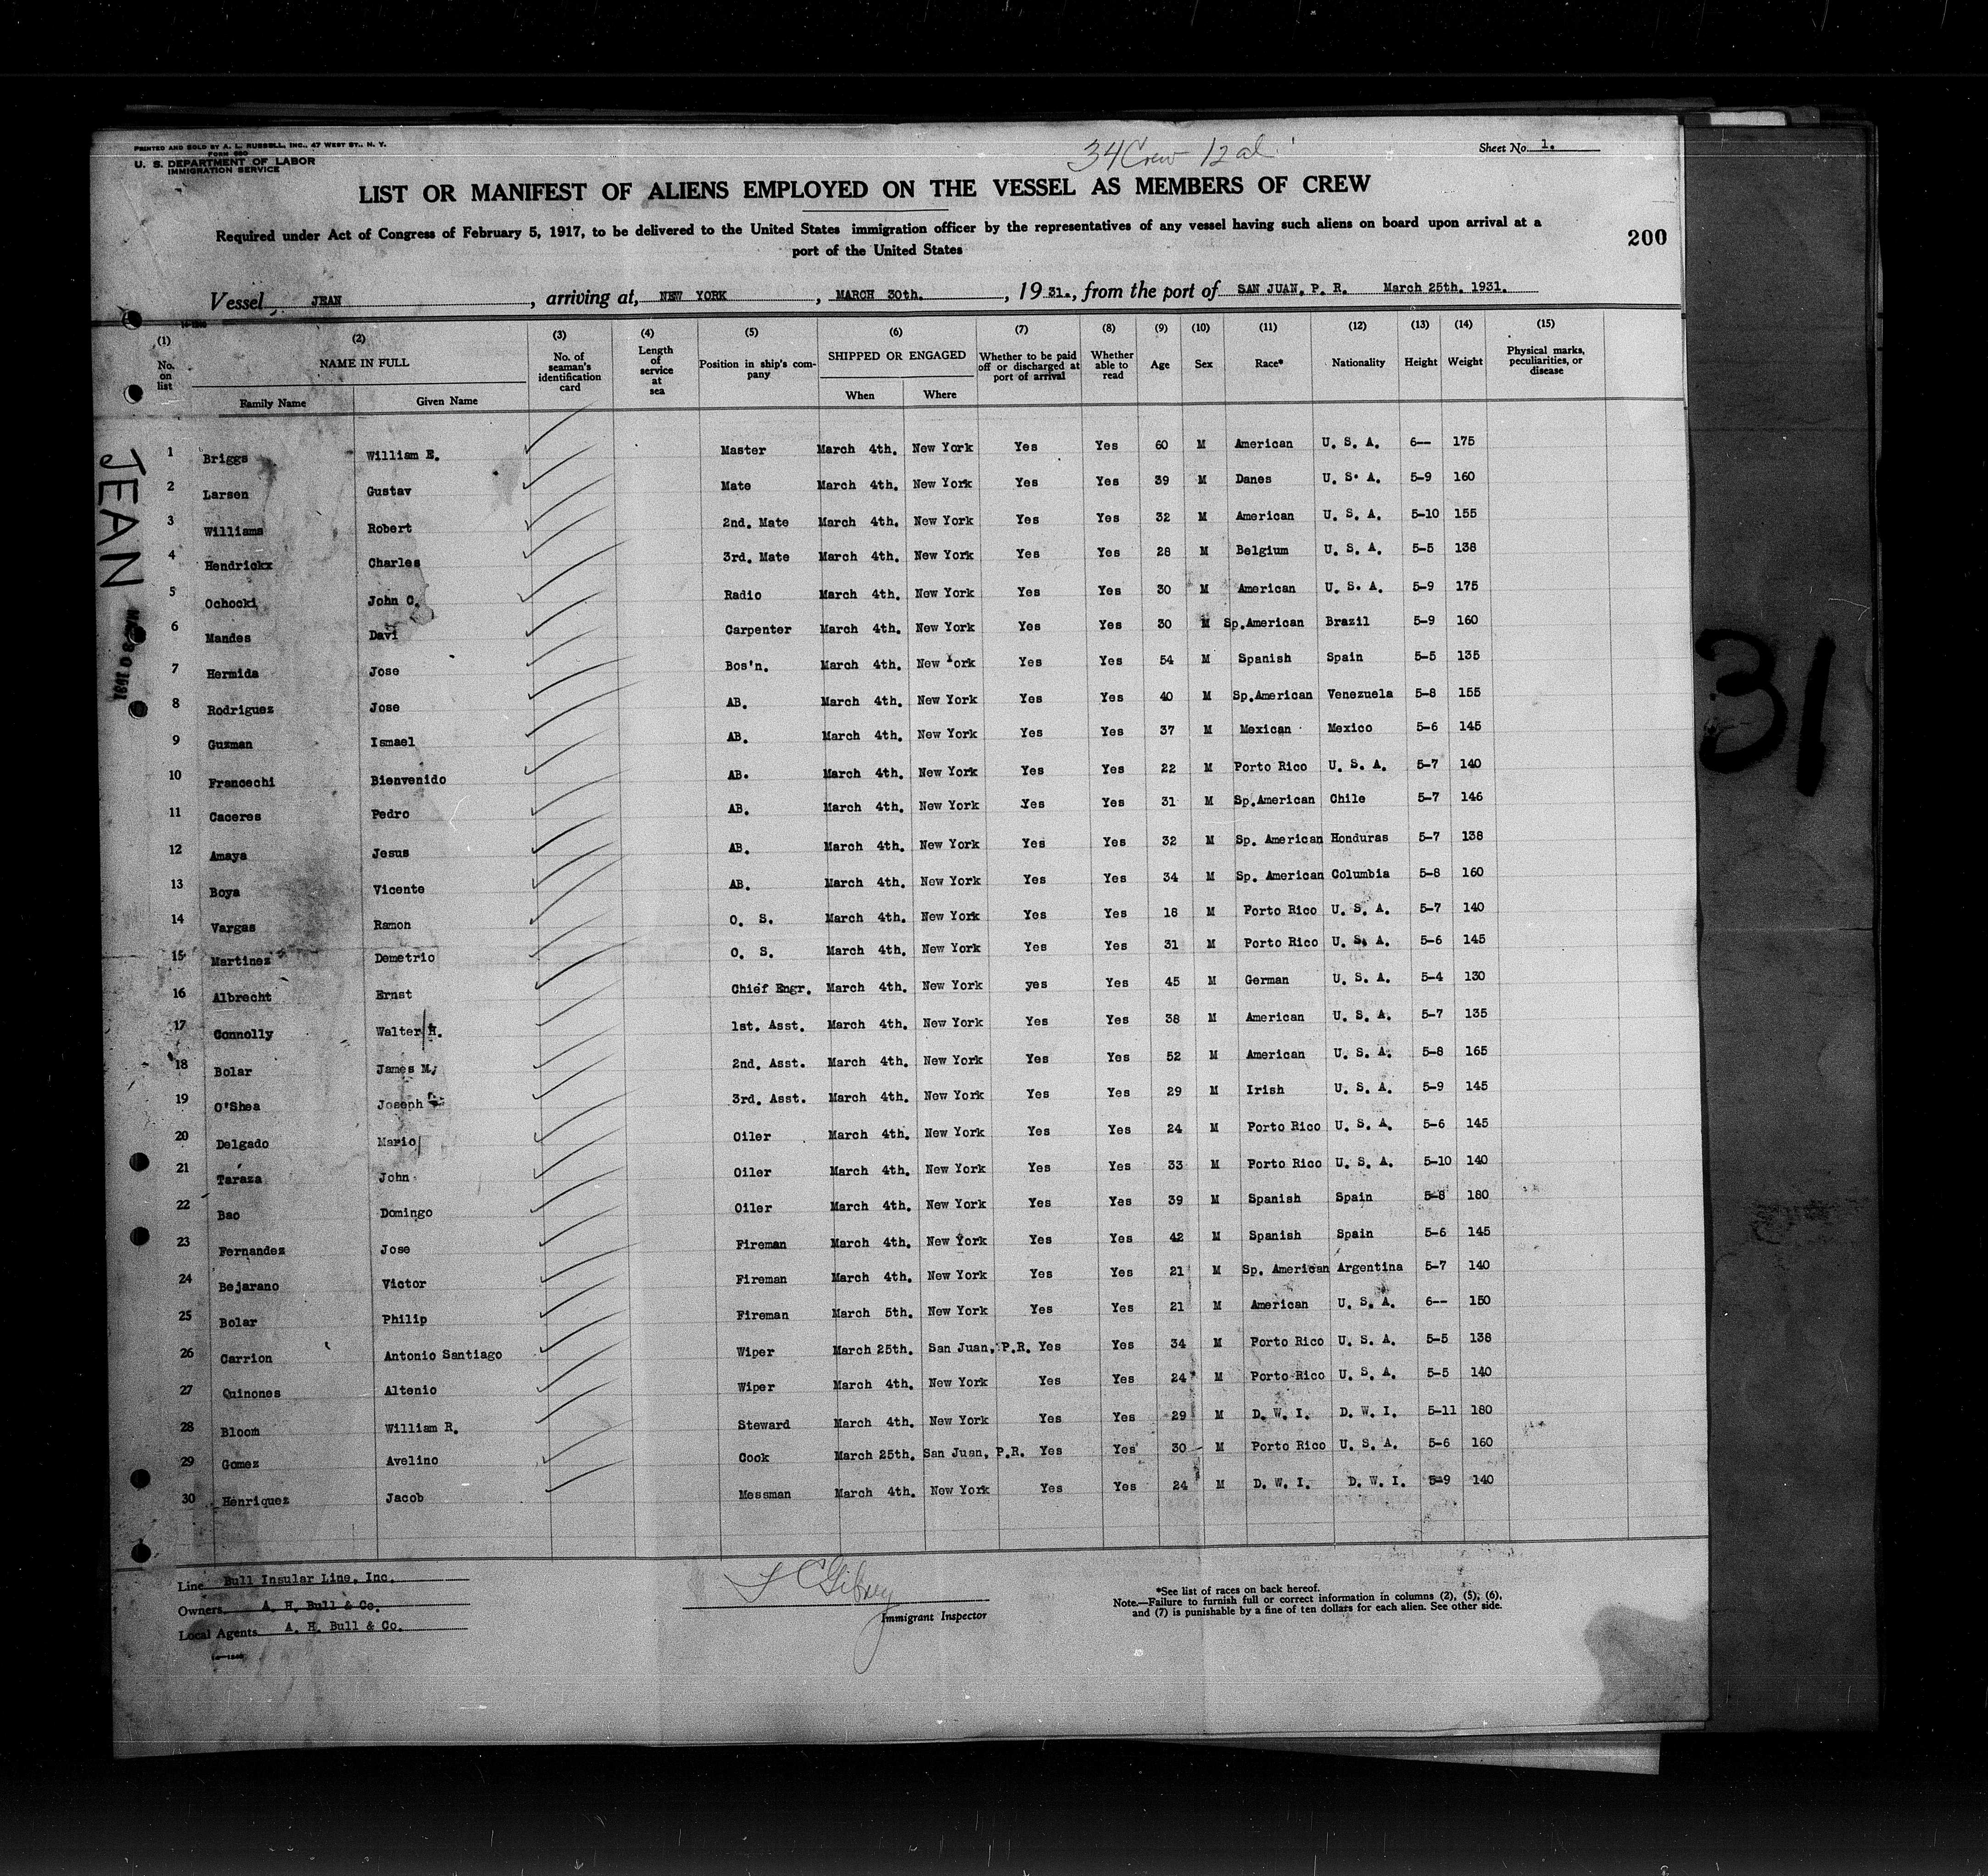 PRINTED AND SOLD BY A. L. RUSSELL, INC., 47 WEST ST., N. Y.
FORM 680
U. S. DEPARTMENT OF LABOR
IMMIGRATION SERVICE
34 Crew 12 al
Sheet No. 1.
LIST OR MANIFEST OF ALIENS EMPLOYED ON THE VESSEL AS MEMBERS OF CREW
Required under Act of Congress of February 5, 1917, to be delivered to the United States immigration officer by the representatives of any vessel having such aliens on board upon arrival at a
port of the United States
200
Vessel JEAN, arriving at, NEW YORK, MARCH 30th., 19 31., from the port of SAN JUAN, P. R. March 25th. 1931.
(1) (2) (3) (4) (5) (6) (7) (8) (9) (10) (11) (12) (13) (14) (15)
No. on list NAME IN FULL No. of seaman's identification card Length of service at sea Position in ship's company SHIPPED OR ENGAGED Whether to be paid off or discharged at port of arrival Whether able to read Age Sex Race* Nationality Height Weight Physical marks, peculiarities, or disease
Family Name Given Name When Where
1 Briggs William E. Master March 4th. New York Yes Yes 60 M American U. S. A. 6-- 175
2 Larsen Gustav Mate March 4th. New York Yes Yes 39 M Danes U. S. A. 5-9 160
3 Williams Robert 2nd. Mate March 4th. New York Yes Yes 32 M American U. S. A. 5-10 155
4 Hendrickx Charles 3rd. Mate March 4th. New York Yes Yes 28 M Belgium U. S. A. 5-5 138
5 Ochocki John C. Radio March 4th. New York Yes Yes 30 M American U. S. A. 5-9 175
6 Mandes Davi Carpenter March 4th. New York Yes Yes 30 M Sp.American Brazil 5-9 160
7 Hermida Jose Bos'n. March 4th. New York Yes Yes 54 M Spanish Spain 5-5 135
8 Rodriguez Jose AB. March 4th. New York Yes Yes 40 M Sp.American Venezuela 5-8 155
9 Guzman Ismael AB. March 4th. New York Yes Yes 37 M Mexican Mexico 5-6 145
10 Francechi Bienvenido AB. March 4th. New York Yes Yes 22 M Porto Rico U. S. A. 5-7 140
11 Caceres Pedro AB. March 4th. New York Yes Yes 31 M Sp.American Chile 5-7 146
12 Amaya Jesus AB. March 4th. New York Yes Yes 32 M Sp. American Honduras 5-7 138
13 Boya Vicente AB. March 4th. New York Yes Yes 34 M Sp. American Columbia 5-8 160
14 Vargas Ramon O. S. March 4th. New York Yes Yes 18 M Porto Rico U. S. A. 5-7 140
15 Martinez Demetrio O. S. March 4th. New York Yes Yes 31 M Porto Rico U. S. A. 5-6 145
16 Albrecht Ernst Chief Engr. March 4th. New York yes Yes 45 M German U. S. A. 5-4 130
17 Connolly Walter H. 1st. Asst. March 4th. New York Yes Yes 38 M American U. S. A. 5-7 135
18 Bolar James M. 2nd. Asst. March 4th. New York Yes Yes 52 M American U. S. A. 5-8 165
19 O'Shea Joseph 3rd. Asst. March 4th. New York Yes Yes 29 M Irish U. S. A. 5-9 145
20 Delgado Mario Oiler March 4th. New York Yes Yes 24 M Porto Rico U. S. A. 5-6 145
21 Taraza John Oiler March 4th. New York Yes Yes 33 M Porto Rico U. S. A. 5-10 140
22 Bao Domingo Oiler March 4th. New York Yes Yes 39 M Spanish Spain 5-8 180
23 Fernandez Jose Fireman March 4th. New York Yes Yes 42 M Spanish Spain 5-6 145
24 Bejarano Victor Fireman March 4th. New York Yes Yes 21 M Sp. American Argentina 5-7 140
25 Bolar Philip Fireman March 5th. New York Yes Yes 21 M American U. S. A. 6-- 150
26 Carrion Antonio Santiago Wiper March 25th. San Juan, P.R. Yes Yes 34 M Porto Rico U. S. A. 5-5 138
27 Quinones Altenio Wiper March 4th. New York Yes Yes 24 M Porto Rico U. S. A. 5-5 140
28 Bloom William R. Steward March 4th. New York Yes Yes 29 M D. W. I. D. W. I. 5-11 180
29 Gomez Avelino Cook March 25th. San Juan, P.R. Yes Yes 30 M Porto Rico U. S. A. 5-6 160
30 Henriquez Jacob Messman March 4th. New York Yes Yes 24 M D. W. I. D. W. I. 5-9 140
JEAN
31
Line Bull Insular Line, Inc.
Owners A. H. Bull & Co.
Local Agents A. H. Bull & Co.
Immigrant Inspector
*See list of races on back hereof.
Note.—Failure to furnish full or correct information in columns (2), (5), (6),
and (7) is punishable by a fine of ten dollars for each alien. See other side.